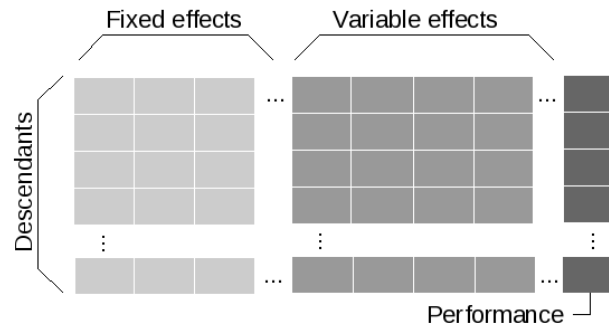 Fixed effects
Variable effects
Descendants
...
...
⋮
⋮
⋮
...
...
Performance